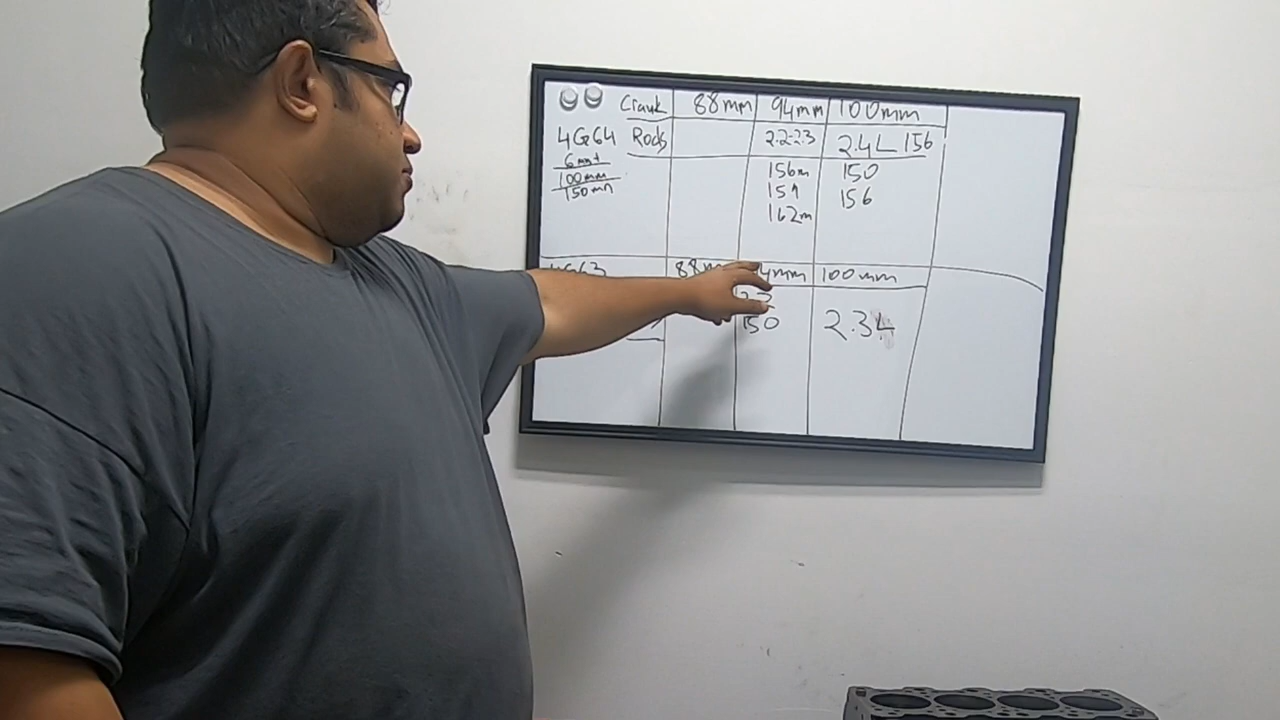 Crank 88mm 94mm 100mm
4G64 Rods 2.2-2.3 2.4L 156
6mm+
100mm
150mm
156m 150
159 156
162m
4G63 88mm 94mm 100mm
150 2.34